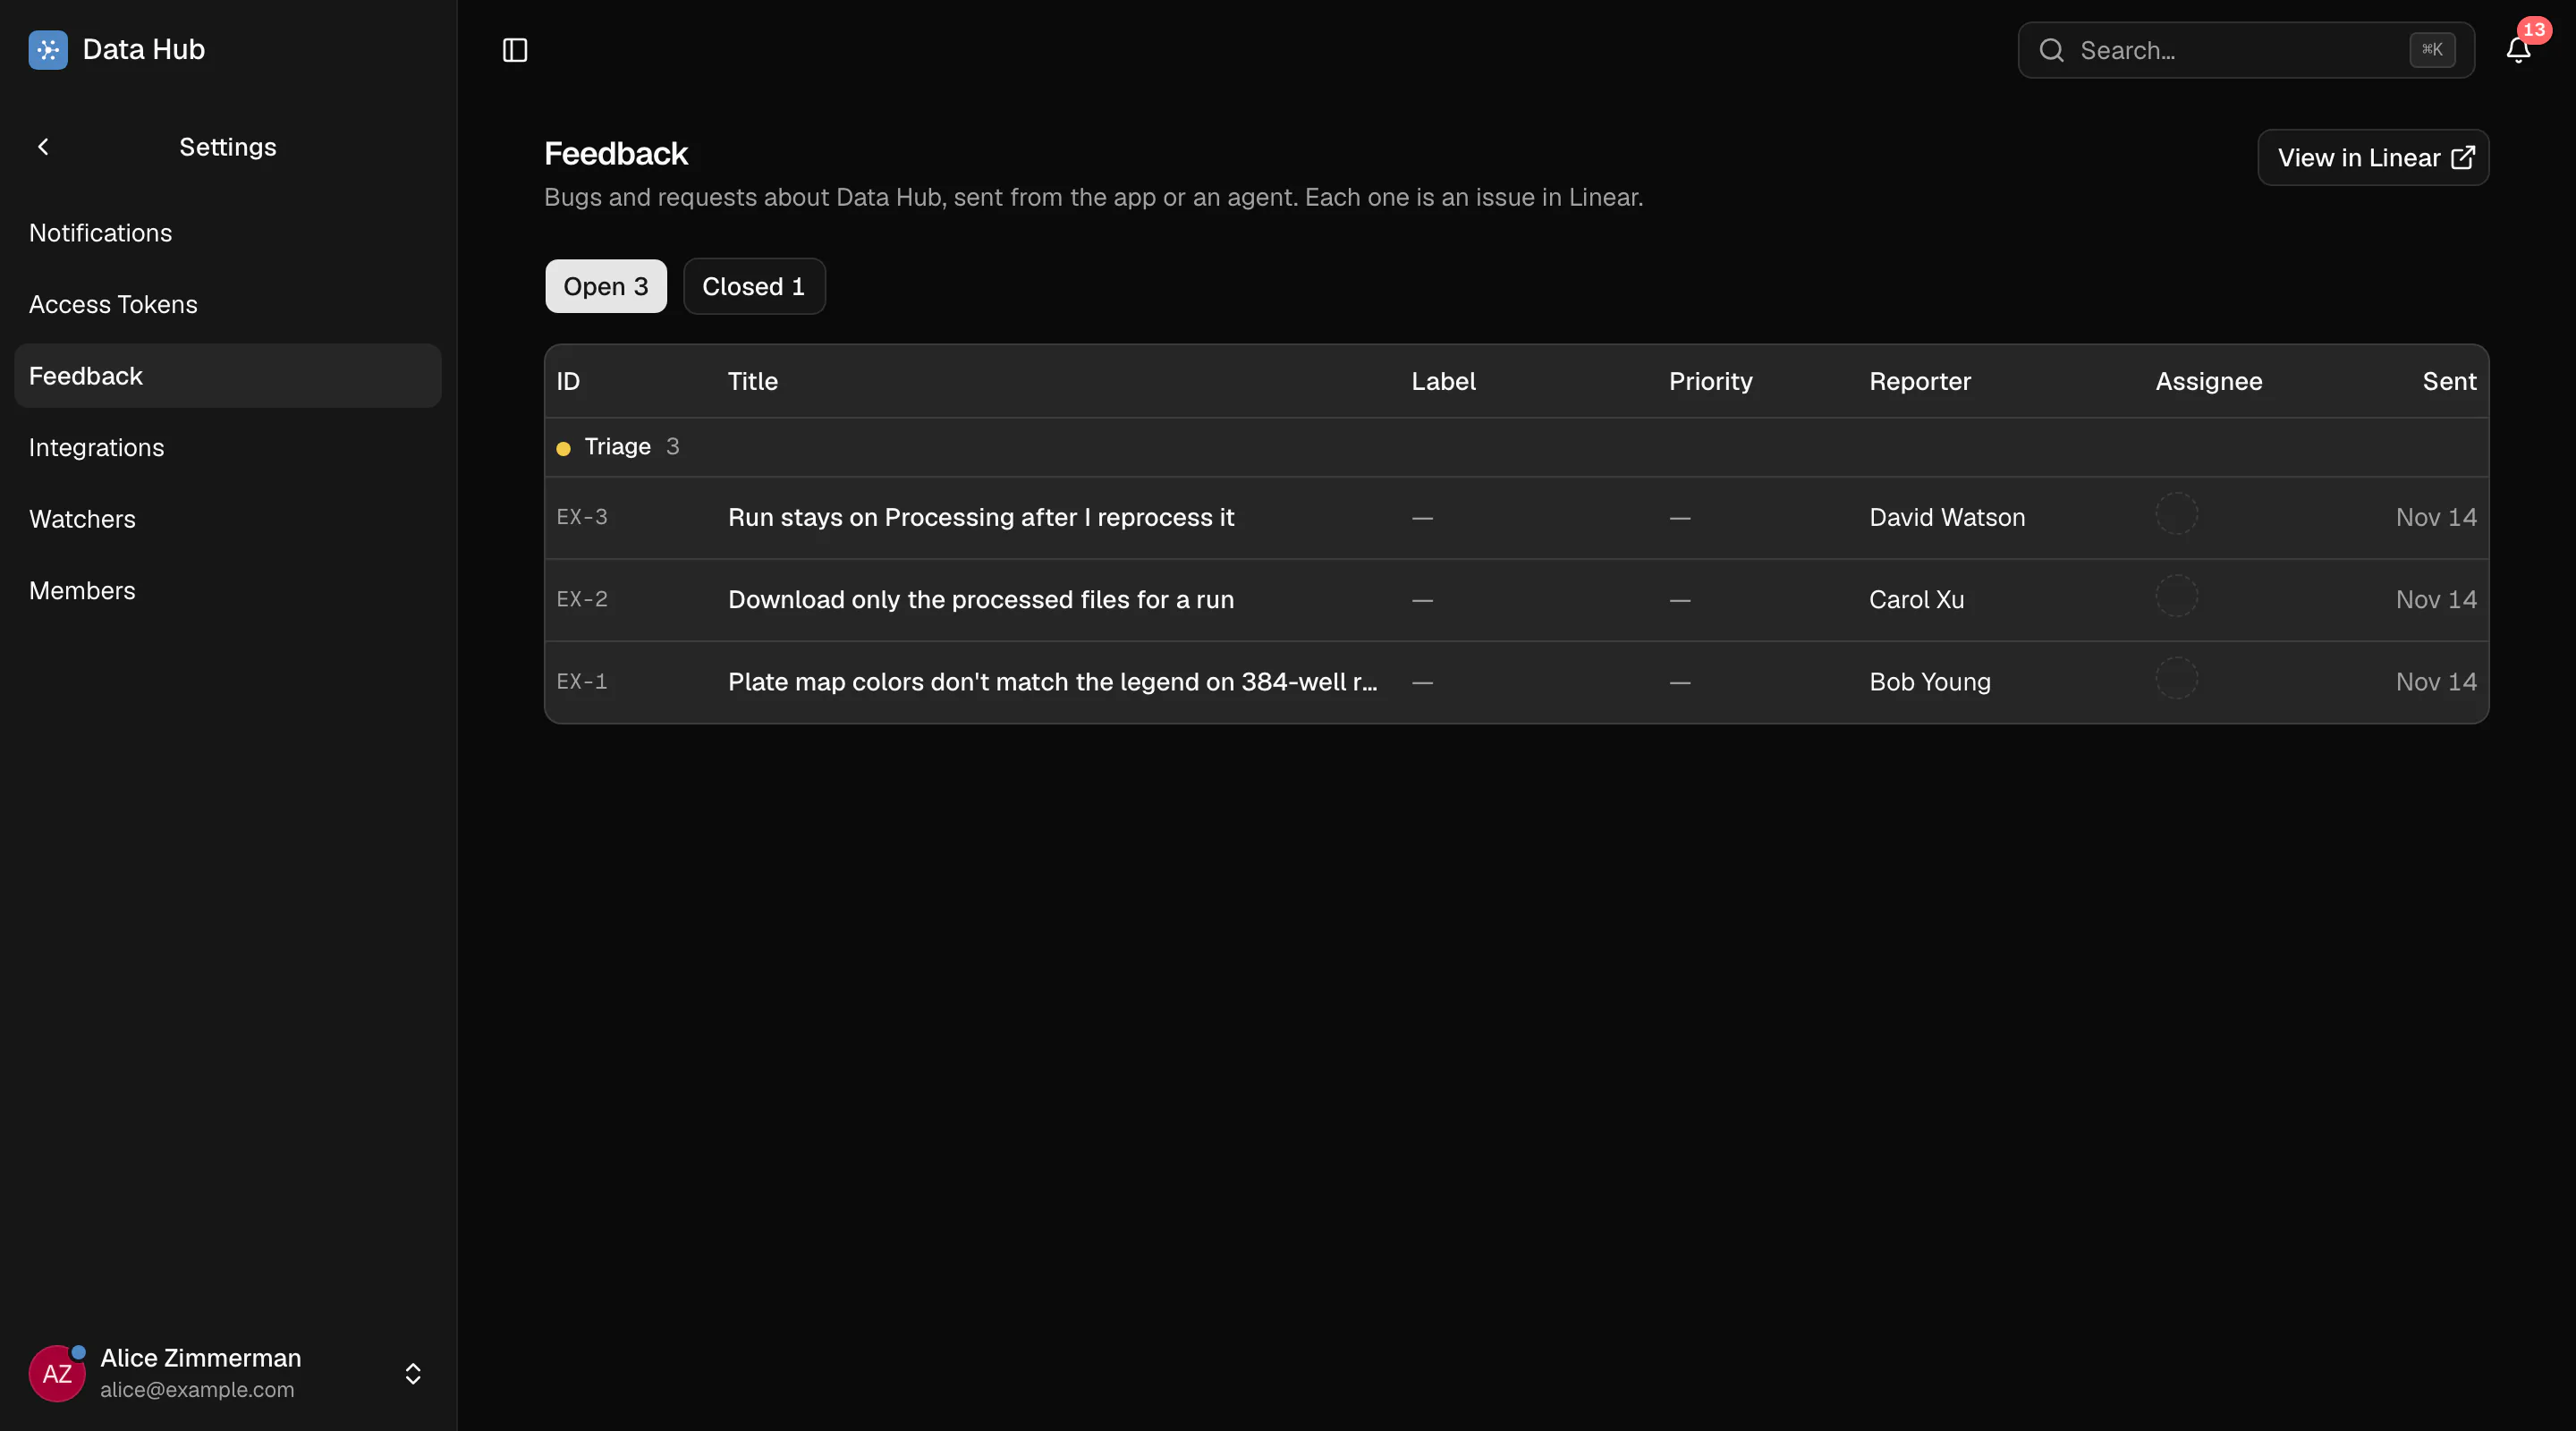 Data Hub
Search...
⌘K
13
Settings
Notifications
Access Tokens
Feedback
Integrations
Watchers
Members
Feedback
View in Linear
Bugs and requests about Data Hub, sent from the app or an agent. Each one is an issue in Linear.
Open 3
Closed 1
ID Title Label Priority Reporter Assignee Sent
Triage 3
EX-3 Run stays on Processing after I reprocess it — — David Watson Nov 14
EX-2 Download only the processed files for a run — — Carol Xu Nov 14
EX-1 Plate map colors don't match the legend on 384-well r... — — Bob Young Nov 14
AZ
Alice Zimmerman
alice@example.com